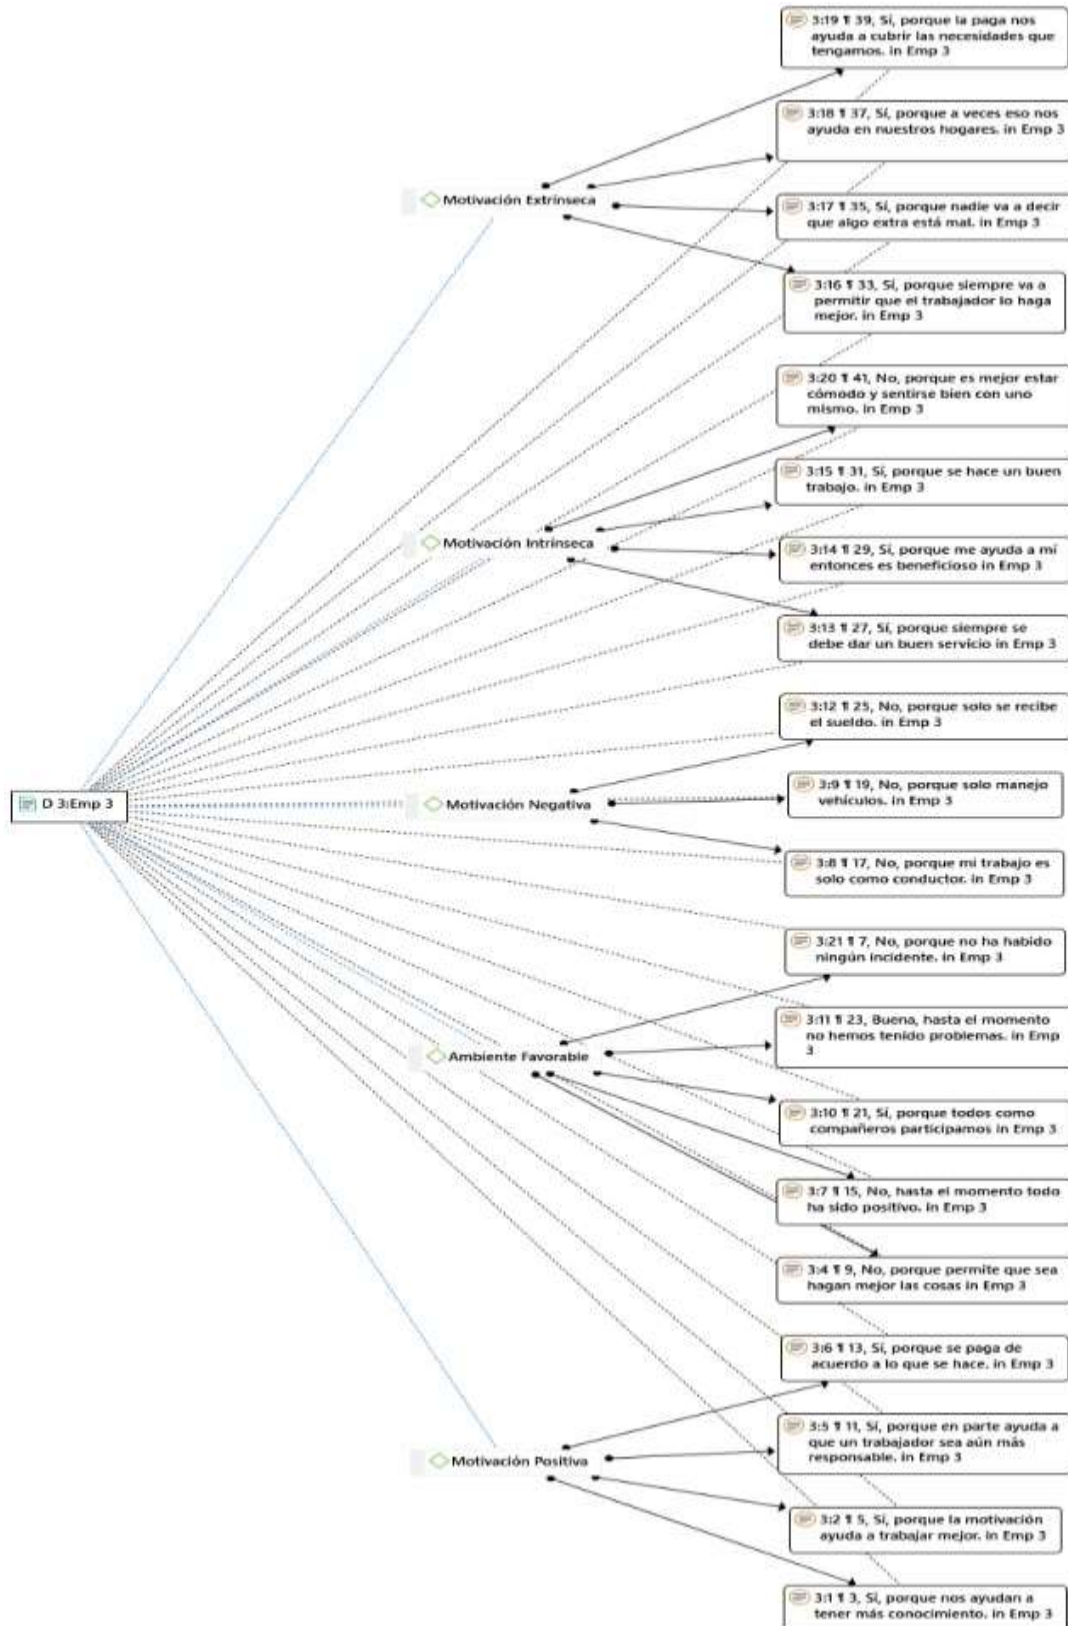 3:19 ¶ 39, Sí, porque la paga nos
ayuda a cubrir las necesidades que
tengamos. in Emp 3
3:18 ¶ 37, Sí, porque a veces eso nos
ayuda en nuestros hogares. in Emp 3
Motivación Extrínseca
3:17 ¶ 35, Sí, porque nadie va a decir
que algo extra está mal. in Emp 3
3:16 ¶ 33, Sí, porque siempre va a
permitir que el trabajador lo haga
mejor. in Emp 3
3:20 ¶ 41, No, porque es mejor estar
cómodo y sentirse bien con uno
mismo. in Emp 3
3:15 ¶ 31, Sí, porque se hace un buen
trabajo. in Emp 3
Motivación Intrínseca
3:14 ¶ 29, Sí, porque me ayuda a mí
entonces es beneficioso in Emp 3
3:13 ¶ 27, Sí, porque siempre se
debe dar un buen servicio in Emp 3
3:12 ¶ 25, No, porque solo se recibe
el sueldo. in Emp 3
D 3:Emp 3
Motivación Negativa
3:9 ¶ 19, No, porque solo manejo
vehículos. in Emp 3
3:8 ¶ 17, No, porque mi trabajo es
solo como conductor. in Emp 3
3:21 ¶ 7, No, porque no ha habido
ningún incidente. in Emp 3
3:11 ¶ 23, Buena, hasta el momento
no hemos tenido problemas. in Emp
3
Ambiente Favorable
3:10 ¶ 21, Sí, porque todos como
compañeros participamos in Emp 3
3:7 ¶ 15, No, hasta el momento todo
ha sido positivo. in Emp 3
3:4 ¶ 9, No, porque permite que sea
hagan mejor las cosas in Emp 3
3:6 ¶ 13, Sí, porque se paga de
acuerdo a lo que se hace. in Emp 3
3:5 ¶ 11, Sí, porque en parte ayuda a
que un trabajador sea aún más
responsable. in Emp 3
Motivación Positiva
3:2 ¶ 5, Sí, porque la motivación
ayuda a trabajar mejor. in Emp 3
3:1 ¶ 3, Sí, porque nos ayudan a
tener más conocimiento. in Emp 3